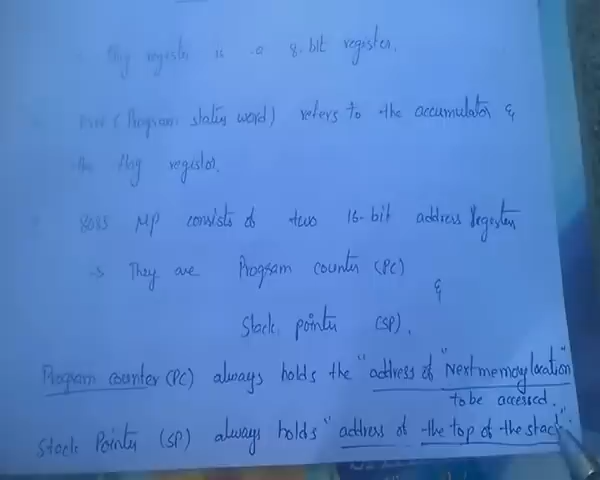 flag register is a 8-bit register.
PSW (Program status word) refers to the accumulator &
the flag register.
8085 MP consists of two 16-bit address Registers
→ They are Program counter (PC)
&
Stack pointer (SP).
Program counter (PC) always holds the "address of "Next memory location"
to be accessed.
Stack Pointer (SP) always holds "address of the top of the stack"